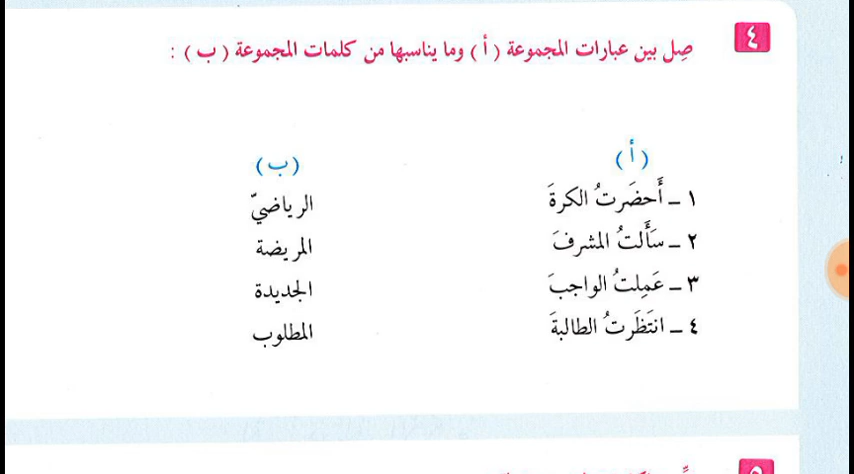 ٤ صِل بين عبارات المجموعة ( أ ) وما يناسبها من كلمات المجموعة ( ب ) :
( أ ) ( ب )
١ ـ أَحضَرتُ الكرةَ الرياضيّ
٢ ـ سَأَلتُ المشرفَ المريضة
٣ ـ عَمِلتُ الواجبَ الجديدة
٤ ـ انتَظَرتُ الطالبةَ المطلوب
٥